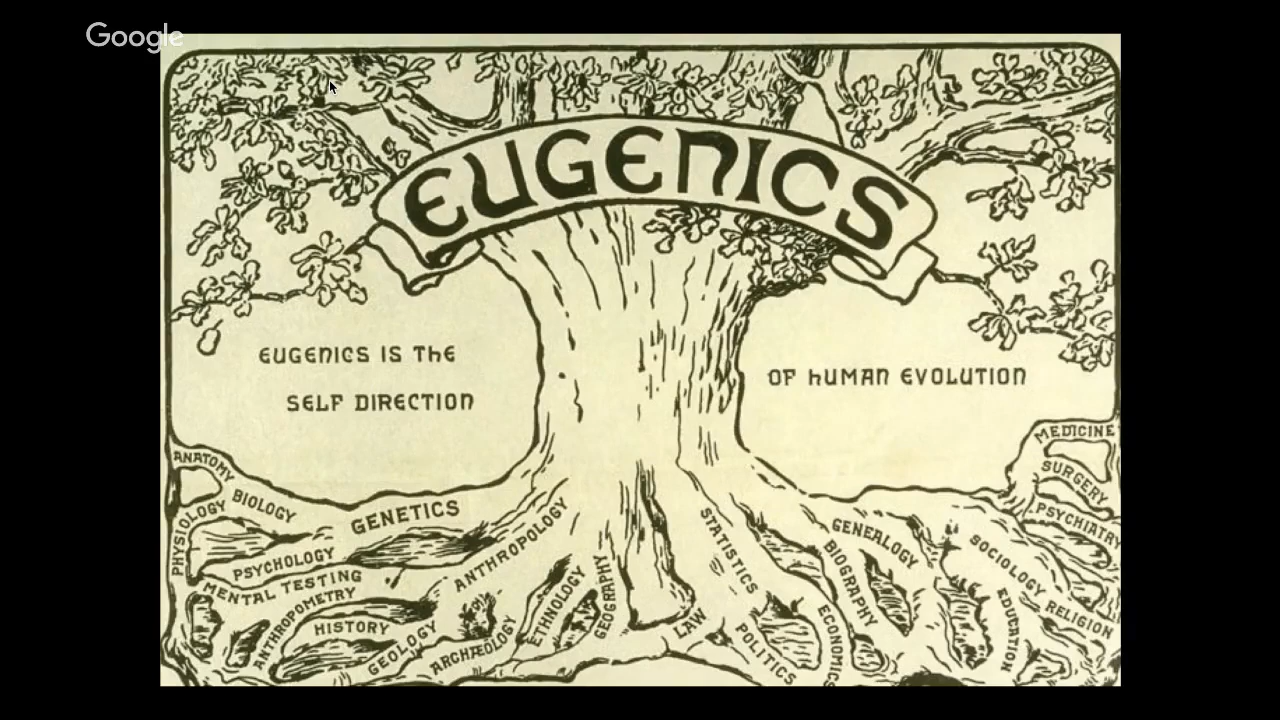 Google
EUGENICS
EUGENICS IS THE
SELF DIRECTION
OF HUMAN EVOLUTION
ANATOMY
BIOLOGY
PHYSIOLOGY
GENETICS
PSYCHOLOGY
MENTAL TESTING
ANTHROPOMETRY
HISTORY
GEOLOGY
ANTHROPOLOGY
ARCHÆOLOGY
ETHNOLOGY
GEOGRAPHY
LAW
STATISTICS
POLITICS
ECONOMICS
BIOGRAPHY
GENEALOGY
SOCIOLOGY
EDUCATION
RELIGION
PSYCHIATRY
SURGERY
MEDICINE